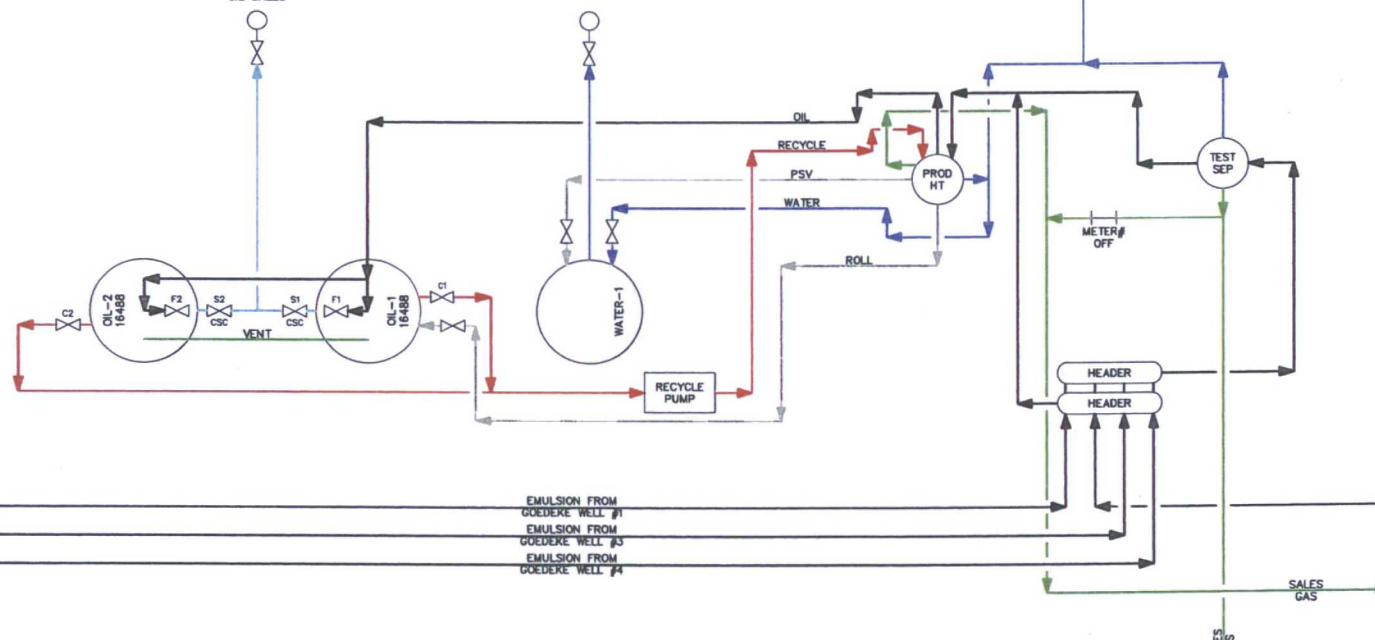 OIL
RECYCLE
PSV
WATER
ROLL
PROD
HT
TEST
SEP
METER#
OFF
OIL-2
16488
F2
S2
CSC
S1
CSC
F1
OIL-1
16488
C1
C2
VENT
WATER-1
RECYCLE
PUMP
HEADER
HEADER
EMULSION FROM
GOEDEKE WELL #1
EMULSION FROM
GOEDEKE WELL #3
EMULSION FROM
GOEDEKE WELL #4
SALES
GAS